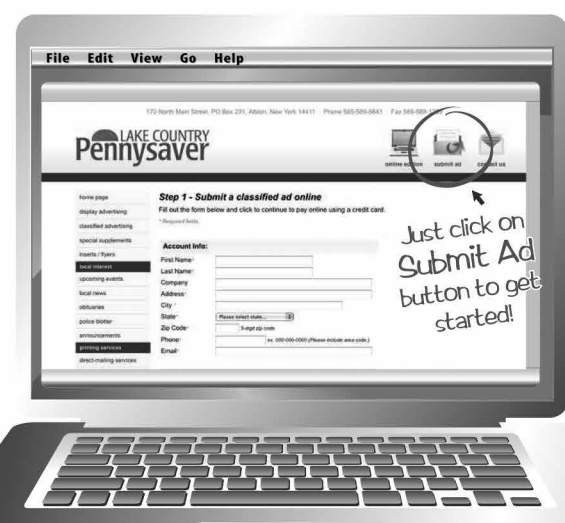 File Edit View Go Help
170 North Main Street, PO Box 231, Albion, New York 14411 Phone 585-589-5641 Fax 585-589-
LAKE COUNTRY
Pennysaver
online edition submit ad contact us
home page
display advertising
classified advertising
special supplements
inserts / flyers
local interest
upcoming events
local news
obituaries
police blotter
announcements
printing services
direct-mailing services
Step 1 - Submit a classified ad online
Fill out the form below and click to continue to pay online using a credit card.
* Required fields.
Account Info:
First Name*
Last Name*
Company
Address*
City *
State* Please select state...
Zip Code* 5-digit zip code
Phone* ex. 000-000-0000 (Please include area code.)
Email*
Just click on
Submit Ad
button to get
started!